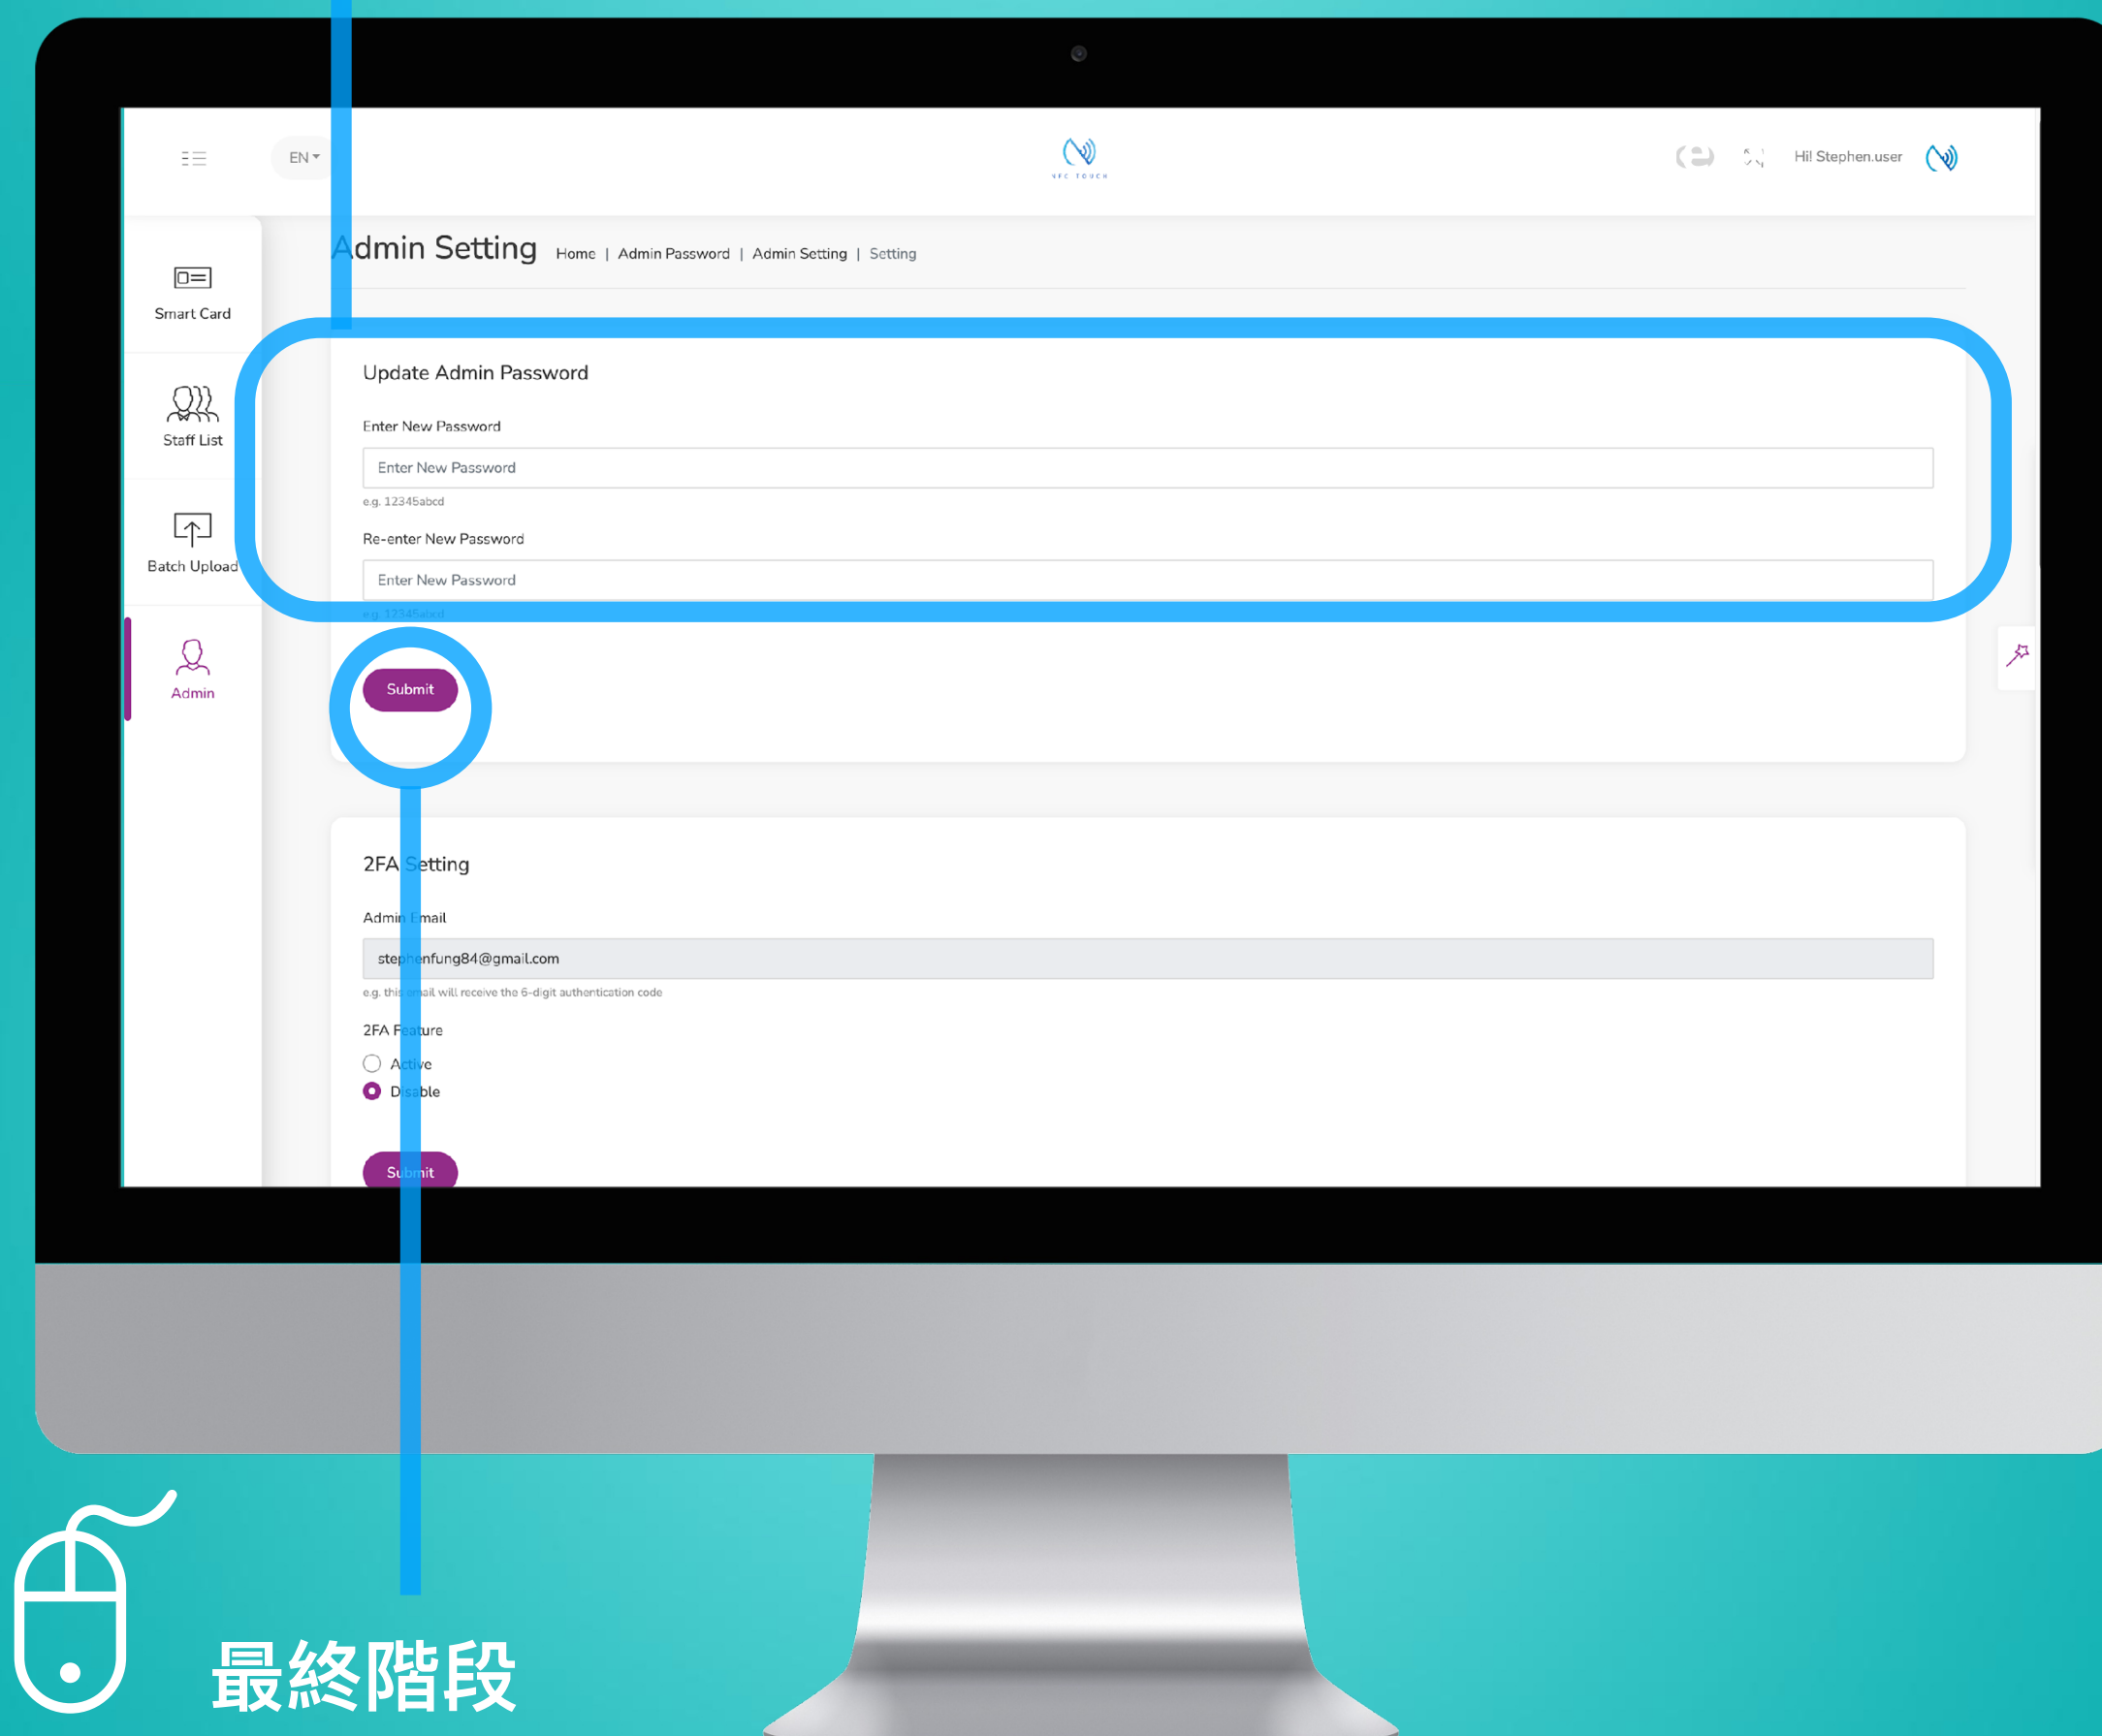 EN
NFC TOUCH
Hi! Stephen.user
Admin Setting Home | Admin Password | Admin Setting | Setting
Smart Card
Staff List
Batch Upload
Admin
Update Admin Password
Enter New Password
Enter New Password
e.g. 12345abcd
Re-enter New Password
Enter New Password
e.g. 12345abcd
Submit
2FA Setting
Admin Email
stephenfung84@gmail.com
e.g. this email will receive the 6-digit authentication code
2FA Feature
Active
Disable
Submit
最終階段